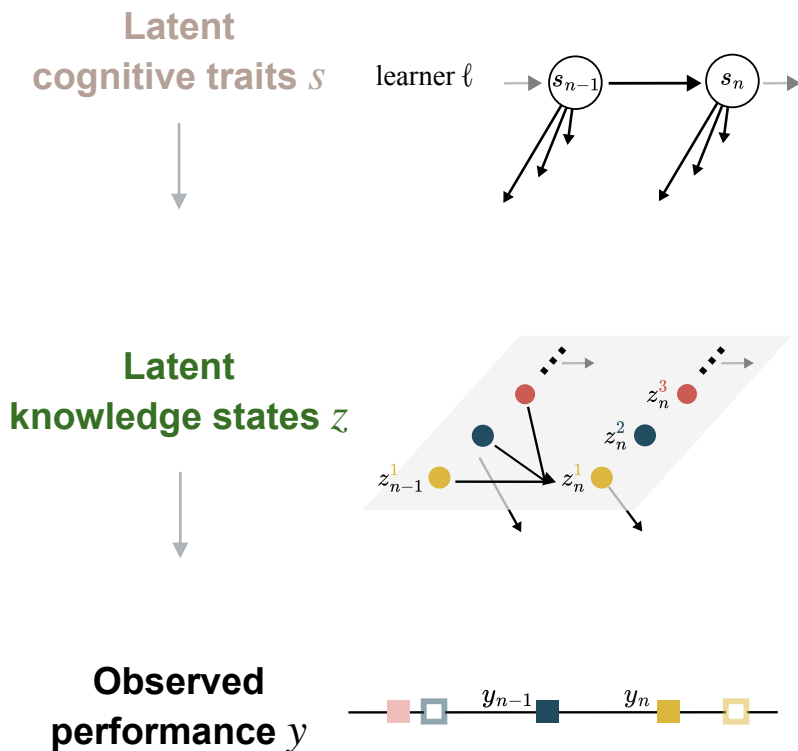 Latent
cognitive traits s
learner ℓ
s_{n−1}
s_n
Latent
knowledge states z
z_n^3
z_n^2
z_{n−1}^1
z_n^1
Observed
performance y
y_{n−1}
y_n